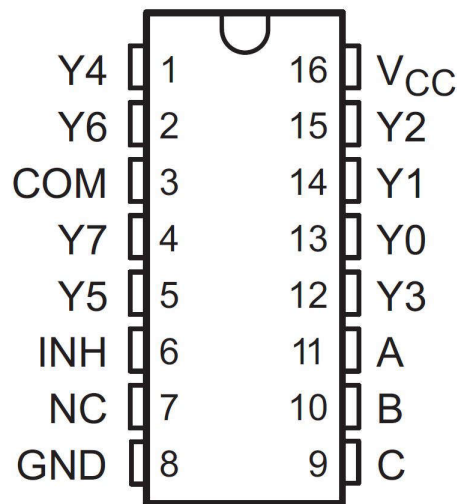 Y4 1 16 VCC
Y6 2 15 Y2
COM 3 14 Y1
Y7 4 13 Y0
Y5 5 12 Y3
INH 6 11 A
NC 7 10 B
GND 8 9 C